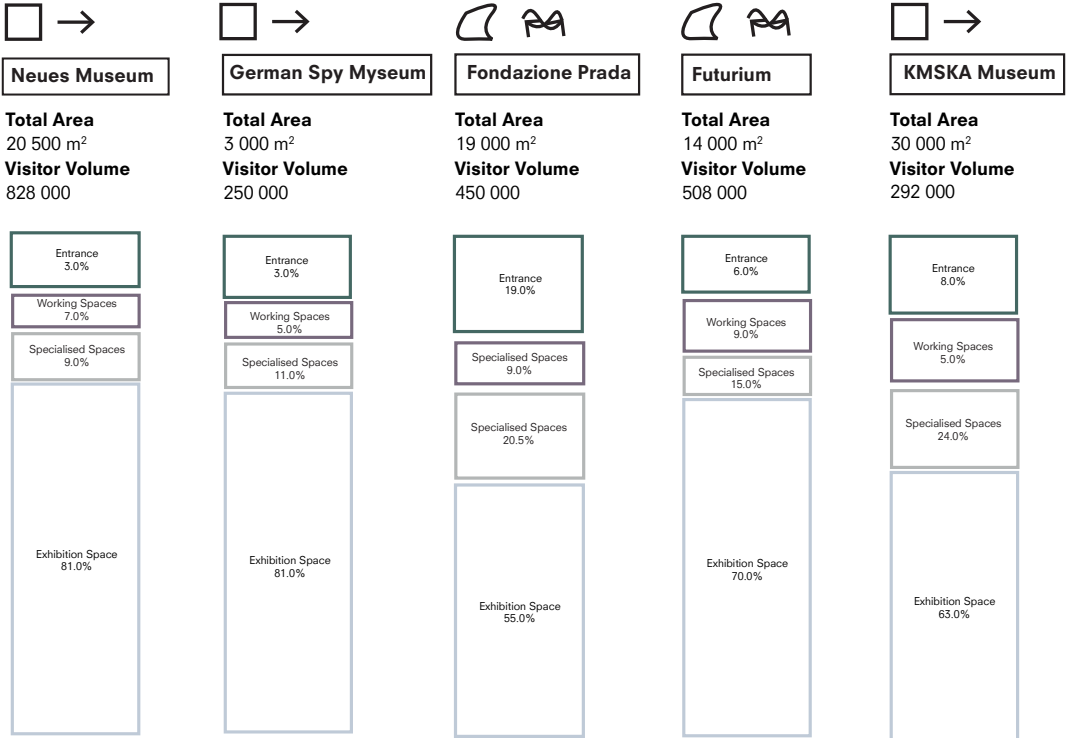 Neues Museum
Total Area
20 500 m²
Visitor Volume
828 000
Entrance
3.0%
Working Spaces
7.0%
Specialised Spaces
9.0%
Exhibition Space
81.0%
German Spy Myseum
Total Area
3 000 m²
Visitor Volume
250 000
Entrance
3.0%
Working Spaces
5.0%
Specialised Spaces
11.0%
Exhibition Space
81.0%
Fondazione Prada
Total Area
19 000 m²
Visitor Volume
450 000
Entrance
19.0%
Specialised Spaces
9.0%
Specialised Spaces
20.5%
Exhibition Space
55.0%
Futurium
Total Area
14 000 m²
Visitor Volume
508 000
Entrance
6.0%
Working Spaces
9.0%
Specialised Spaces
15.0%
Exhibition Space
70.0%
KMSKA Museum
Total Area
30 000 m²
Visitor Volume
292 000
Entrance
8.0%
Working Spaces
5.0%
Specialised Spaces
24.0%
Exhibition Space
63.0%